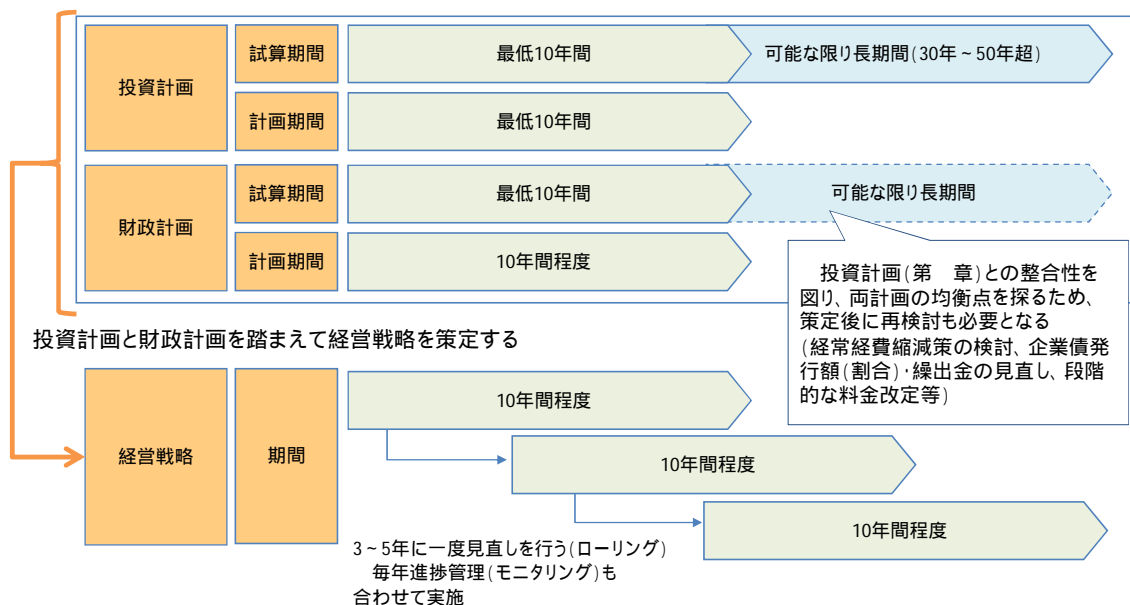 投資計画
試算期間
最低10年間
可能な限り長期間(30年~50年超)
計画期間
最低10年間
財政計画
試算期間
最低10年間
可能な限り長期間
計画期間
10年間程度
投資計画(第　章)との整合性を
図り、両計画の均衡点を探るため、
策定後に再検討も必要となる
(経常経費縮減策の検討、企業債発
行額(割合)・繰出金の見直し、段階
的な料金改定等)
投資計画と財政計画を踏まえて経営戦略を策定する
経営戦略
期間
10年間程度
10年間程度
10年間程度
3~5年に一度見直しを行う(ローリング)
毎年進捗管理(モニタリング)も
合わせて実施